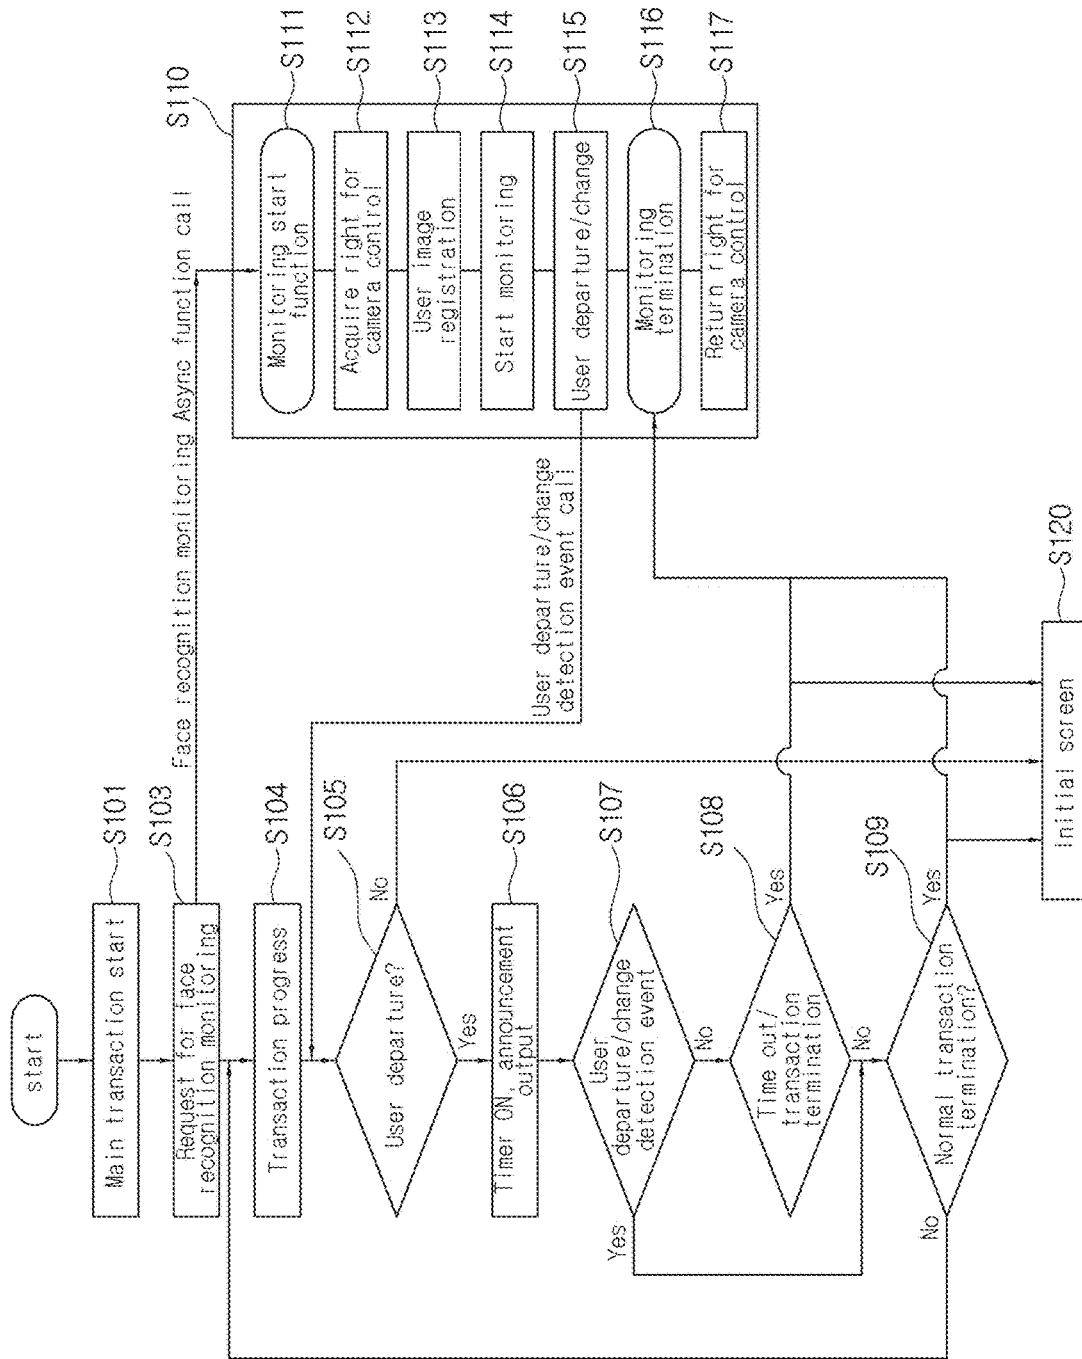 start
Main transaction start
S101
Request for face
recognition monitoring
S103
Face recognition monitoring Async function call
Transaction progress
S104
User departure?
S105
No
Yes
Timer ON, announcement
output
S106
User
departure/change
detection event
S107
Yes
No
Time out/
transaction
termination
S108
Yes
No
Normal transaction
termination?
S109
Yes
No
S110
Monitoring start
function
S111
Acquire right for
camera control
S112
User image
registration
S113
Start monitoring
S114
User departure/change
S115
User departure/change
detection event call
Monitoring
termination
S116
Return right for
camera control
S117
Initial screen
S120